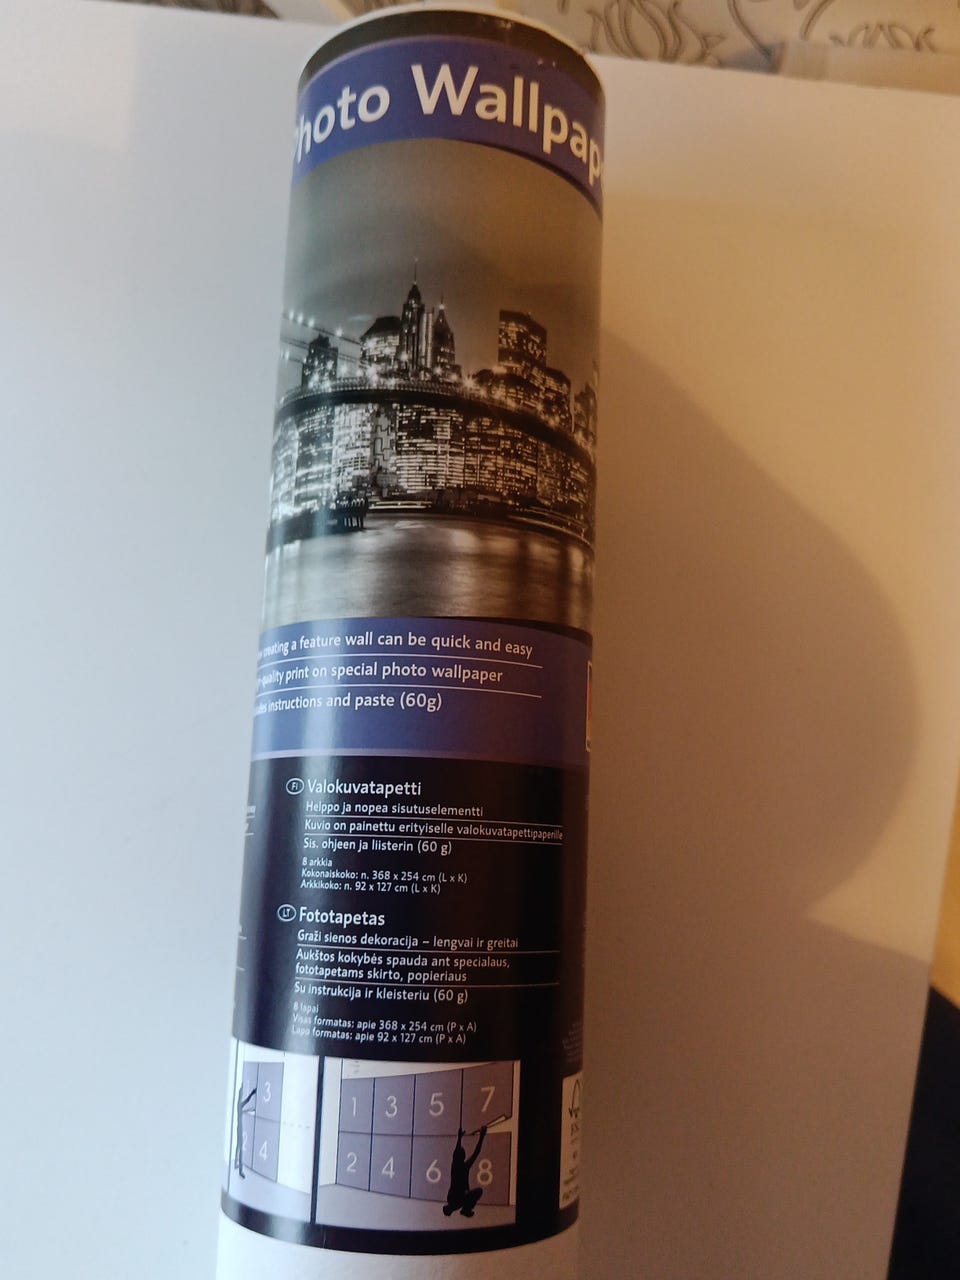 Photo Wallpap
creating a feature wall can be quick and easy
-quality print on special photo wallpaper
instructions and paste (60g)
FI Valokuvatapetti
Helppo ja nopea sisutuselementti
Kuvio on painettu erityiselle valokuvatapettipaperille
Sis. ohjeen ja liisterin (60 g)
8 arkkia
Kokonaiskoko: n. 368 x 254 cm (L x K)
Arkkikoko: n. 92 x 127 cm (L x K)
LT Fototapetas
Graži sienos dekoracija – lengvai ir greitai
Aukštos kokybės spauda ant specialaus,
fototapetams skirto, popieriaus
Su instrukcija ir kleisteriu (60 g)
8 lapai
Visas formatas: apie 368 x 254 cm (P x A)
Lapo formatas: apie 92 x 127 cm (P x A)
1 3
2 4
1 3 5 7
2 4 6 8